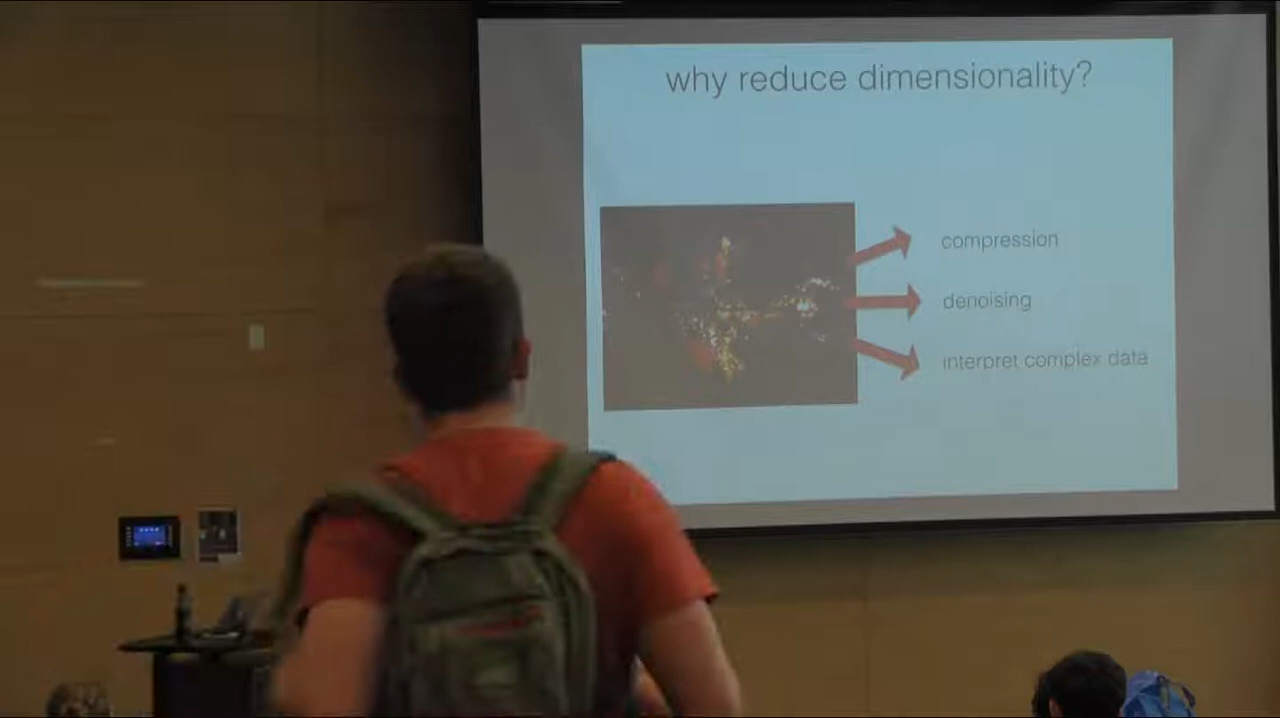 why reduce dimensionality?
compression
denoising
interpret complex data